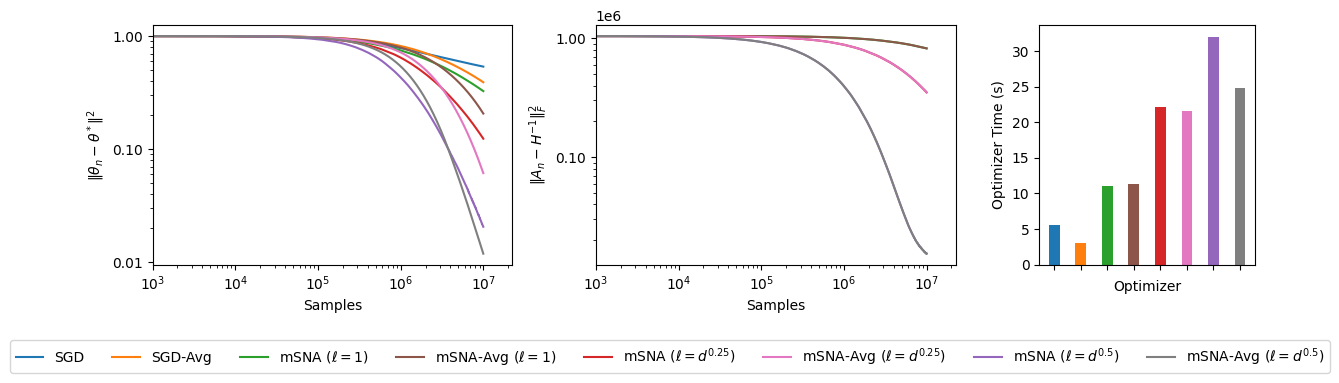 1.00
0.10
0.01
10³ 10⁴ 10⁵ 10⁶ 10⁷
Samples
‖θₙ − θ*‖²
1e6
1.00
0.10
10³ 10⁴ 10⁵ 10⁶ 10⁷
Samples
‖Aₙ − H⁻¹‖²_F
30
25
20
15
10
5
0
Optimizer
Optimizer Time (s)
SGD SGD-Avg mSNA (ℓ = 1) mSNA-Avg (ℓ = 1) mSNA (ℓ = d^0.25) mSNA-Avg (ℓ = d^0.25) mSNA (ℓ = d^0.5) mSNA-Avg (ℓ = d^0.5)